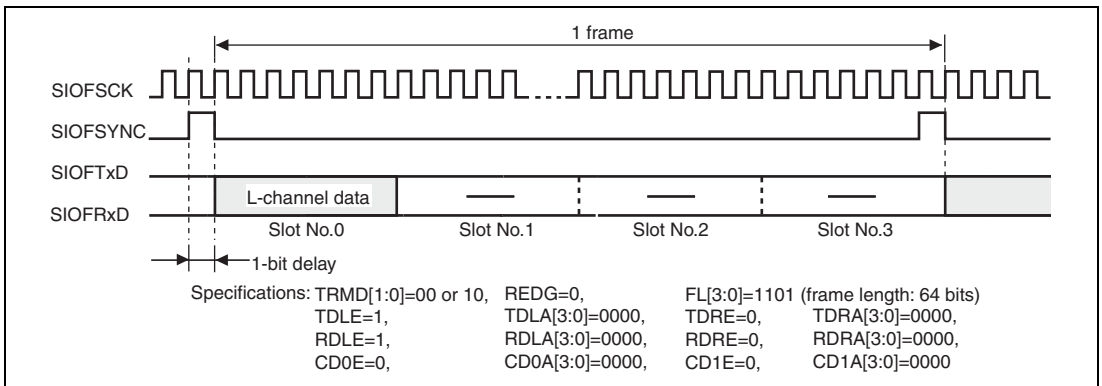 1 frame
SIOFSCK
SIOFSYNC
SIOFTxD
L-channel data
SIOFRxD
Slot No.0 Slot No.1 Slot No.2 Slot No.3
1-bit delay
Specifications: TRMD[1:0]=00 or 10, REDG=0, FL[3:0]=1101 (frame length: 64 bits)
TDLE=1, TDLA[3:0]=0000, TDRE=0, TDRA[3:0]=0000,
RDLE=1, RDLA[3:0]=0000, RDRE=0, RDRA[3:0]=0000,
CD0E=0, CD0A[3:0]=0000, CD1E=0, CD1A[3:0]=0000